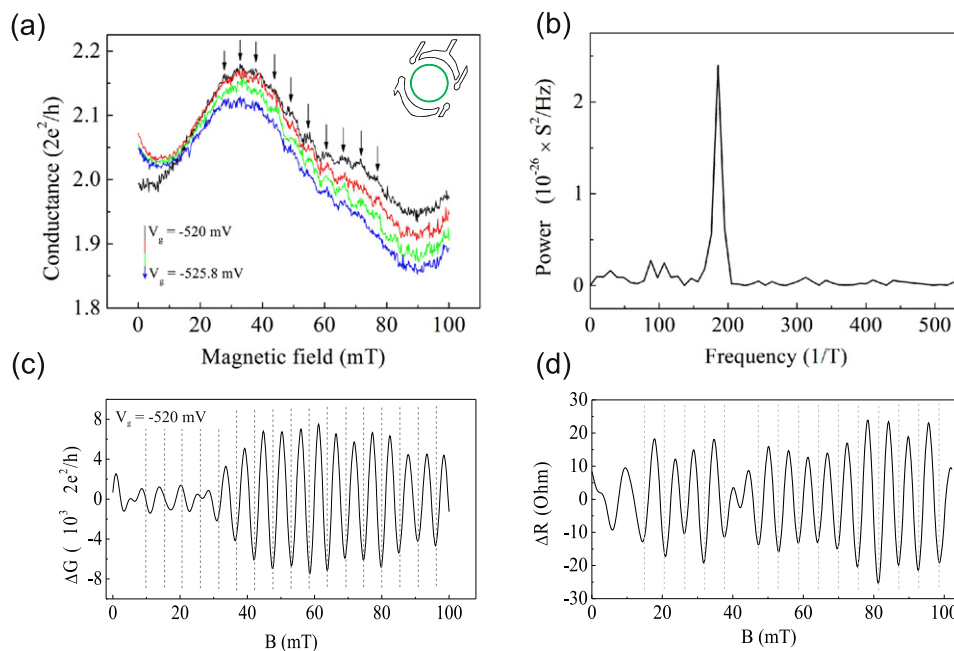 (a)
Conductance (2e²/h)
2.2
2.1
2.0
1.9
1.8
V_g = -520 mV
V_g = -525.8 mV
0 20 40 60 80 100
Magnetic field (mT)
(b)
Power (10⁻²⁶ × S²/Hz)
2
1
0
0 100 200 300 400 500
Frequency (1/T)
(c)
V_g = -520 mV
ΔG ( 10³ 2e²/h)
8
4
0
-4
-8
0 20 40 60 80 100
B (mT)
(d)
ΔR (Ohm)
30
20
10
0
-10
-20
-30
0 20 40 60 80 100
B (mT)